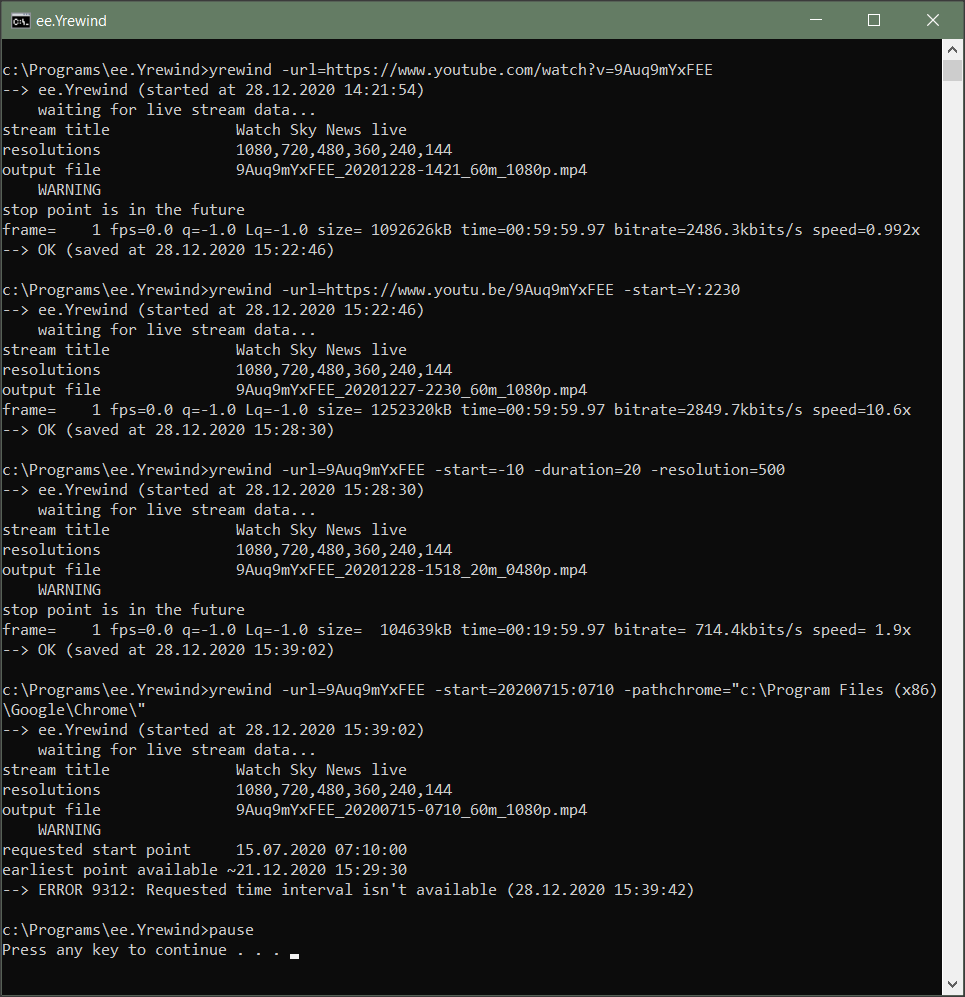 ee.Yrewind
c:\Programs\ee.Yrewind>yrewind -url=https://www.youtube.com/watch?v=9Auq9mYxFEE
--> ee.Yrewind (started at 28.12.2020 14:21:54)
    waiting for live stream data...
stream title              Watch Sky News live
resolutions               1080,720,480,360,240,144
output file               9Auq9mYxFEE_20201228-1421_60m_1080p.mp4
    WARNING
stop point is in the future
frame=    1 fps=0.0 q=-1.0 Lq=-1.0 size= 1092626kB time=00:59:59.97 bitrate=2486.3kbits/s speed=0.992x
--> OK (saved at 28.12.2020 15:22:46)
c:\Programs\ee.Yrewind>yrewind -url=https://www.youtu.be/9Auq9mYxFEE -start=Y:2230
--> ee.Yrewind (started at 28.12.2020 15:22:46)
    waiting for live stream data...
stream title              Watch Sky News live
resolutions               1080,720,480,360,240,144
output file               9Auq9mYxFEE_20201227-2230_60m_1080p.mp4
frame=    1 fps=0.0 q=-1.0 Lq=-1.0 size= 1252320kB time=00:59:59.97 bitrate=2849.7kbits/s speed=10.6x
--> OK (saved at 28.12.2020 15:28:30)
c:\Programs\ee.Yrewind>yrewind -url=9Auq9mYxFEE -start=-10 -duration=20 -resolution=500
--> ee.Yrewind (started at 28.12.2020 15:28:30)
    waiting for live stream data...
stream title              Watch Sky News live
resolutions               1080,720,480,360,240,144
output file               9Auq9mYxFEE_20201228-1518_20m_0480p.mp4
    WARNING
stop point is in the future
frame=    1 fps=0.0 q=-1.0 Lq=-1.0 size=  104639kB time=00:19:59.97 bitrate= 714.4kbits/s speed= 1.9x
--> OK (saved at 28.12.2020 15:39:02)
c:\Programs\ee.Yrewind>yrewind -url=9Auq9mYxFEE -start=20200715:0710 -pathchrome="c:\Program Files (x86)
\Google\Chrome\"
--> ee.Yrewind (started at 28.12.2020 15:39:02)
    waiting for live stream data...
stream title              Watch Sky News live
resolutions               1080,720,480,360,240,144
output file               9Auq9mYxFEE_20200715-0710_60m_1080p.mp4
    WARNING
requested start point     15.07.2020 07:10:00
earliest point available ~21.12.2020 15:29:30
--> ERROR 9312: Requested time interval isn't available (28.12.2020 15:39:42)
c:\Programs\ee.Yrewind>pause
Press any key to continue . . .